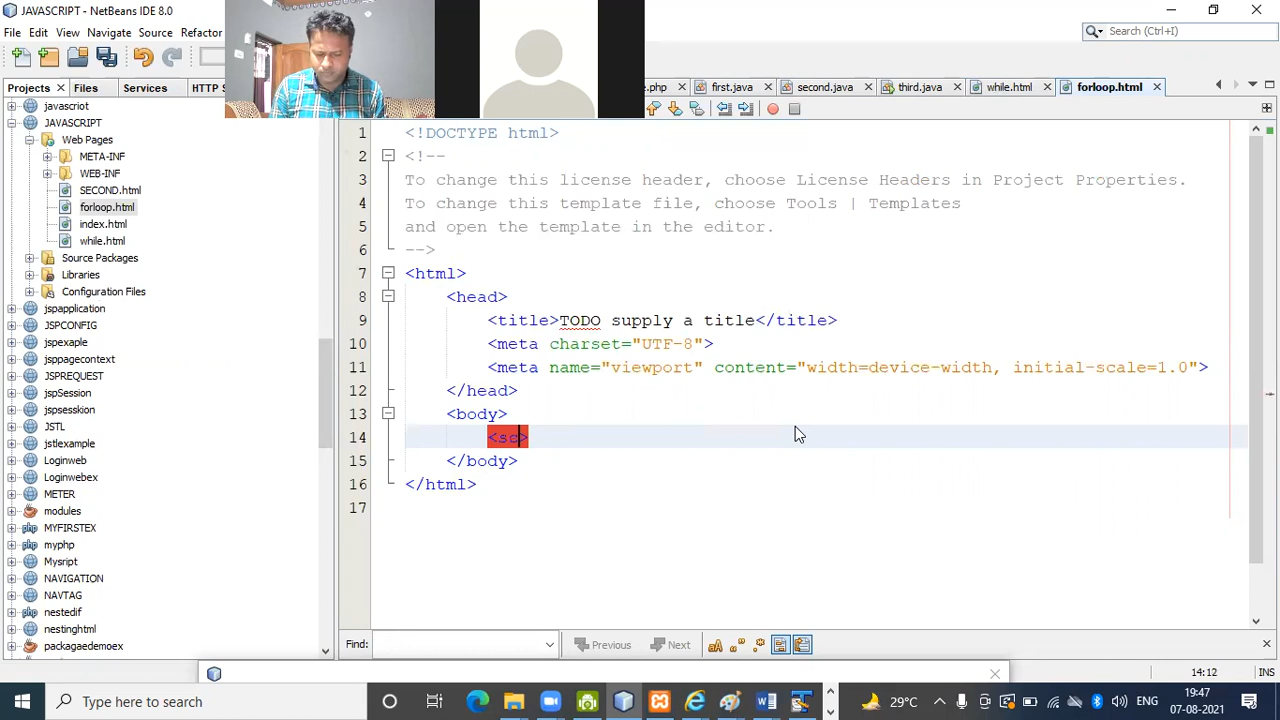 JAVASCRIPT - NetBeans IDE 8.0
File Edit View Navigate Source Refactor
Search (Ctrl+I)
Projects Files Services HTTP S
.php first.java second.java third.java while.html forloop.html
javascriot
JAVASCRIPT
Web Pages
META-INF
WEB-INF
SECOND.html
forloop.html
index.html
while.html
Source Packages
Libraries
Configuration Files
jspapplication
JSPCONFIG
jspexaple
jsppagecontext
JSPREQUEST
jspSession
jspsesskion
JSTL
jstlexample
Loginweb
Loginwebex
METER
modules
MYFIRSTEX
myphp
Mysript
NAVIGATION
NAVTAG
nestedif
nestinghtml
packagaedemoex
1 <!DOCTYPE html>
2 <!--
3 To change this license header, choose License Headers in Project Properties.
4 To change this template file, choose Tools | Templates
5 and open the template in the editor.
6 -->
7 <html>
8 <head>
9 <title>TODO supply a title</title>
10 <meta charset="UTF-8">
11 <meta name="viewport" content="width=device-width, initial-scale=1.0">
12 </head>
13 <body>
14 <sc>
15 </body>
16 </html>
17
Find: Previous Next
14:12 INS
Type here to search
29°C ENG 19:47
07-08-2021